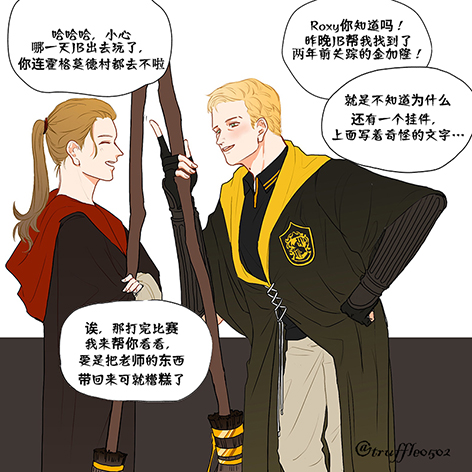 Roxy你知道吗！
昨晚JB帮我找到了
两年前失踪的金加隆！
就是不知道为什么
还有一个挂件，
上面写着奇怪的文字…
诶，那打完比赛
我来帮你看看，
要是把老师的东西
带回来可就糟糕了
哈哈哈，小心
哪一天JB出去玩了，
你连霍格莫德村都去不啦
@truffle0502